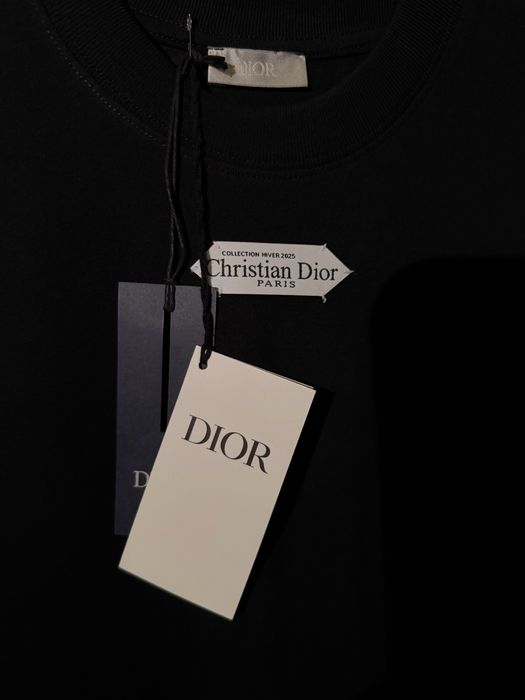 DIOR
COLLECTION HIVER 2025
Christian Dior
PARIS
DIOR
D